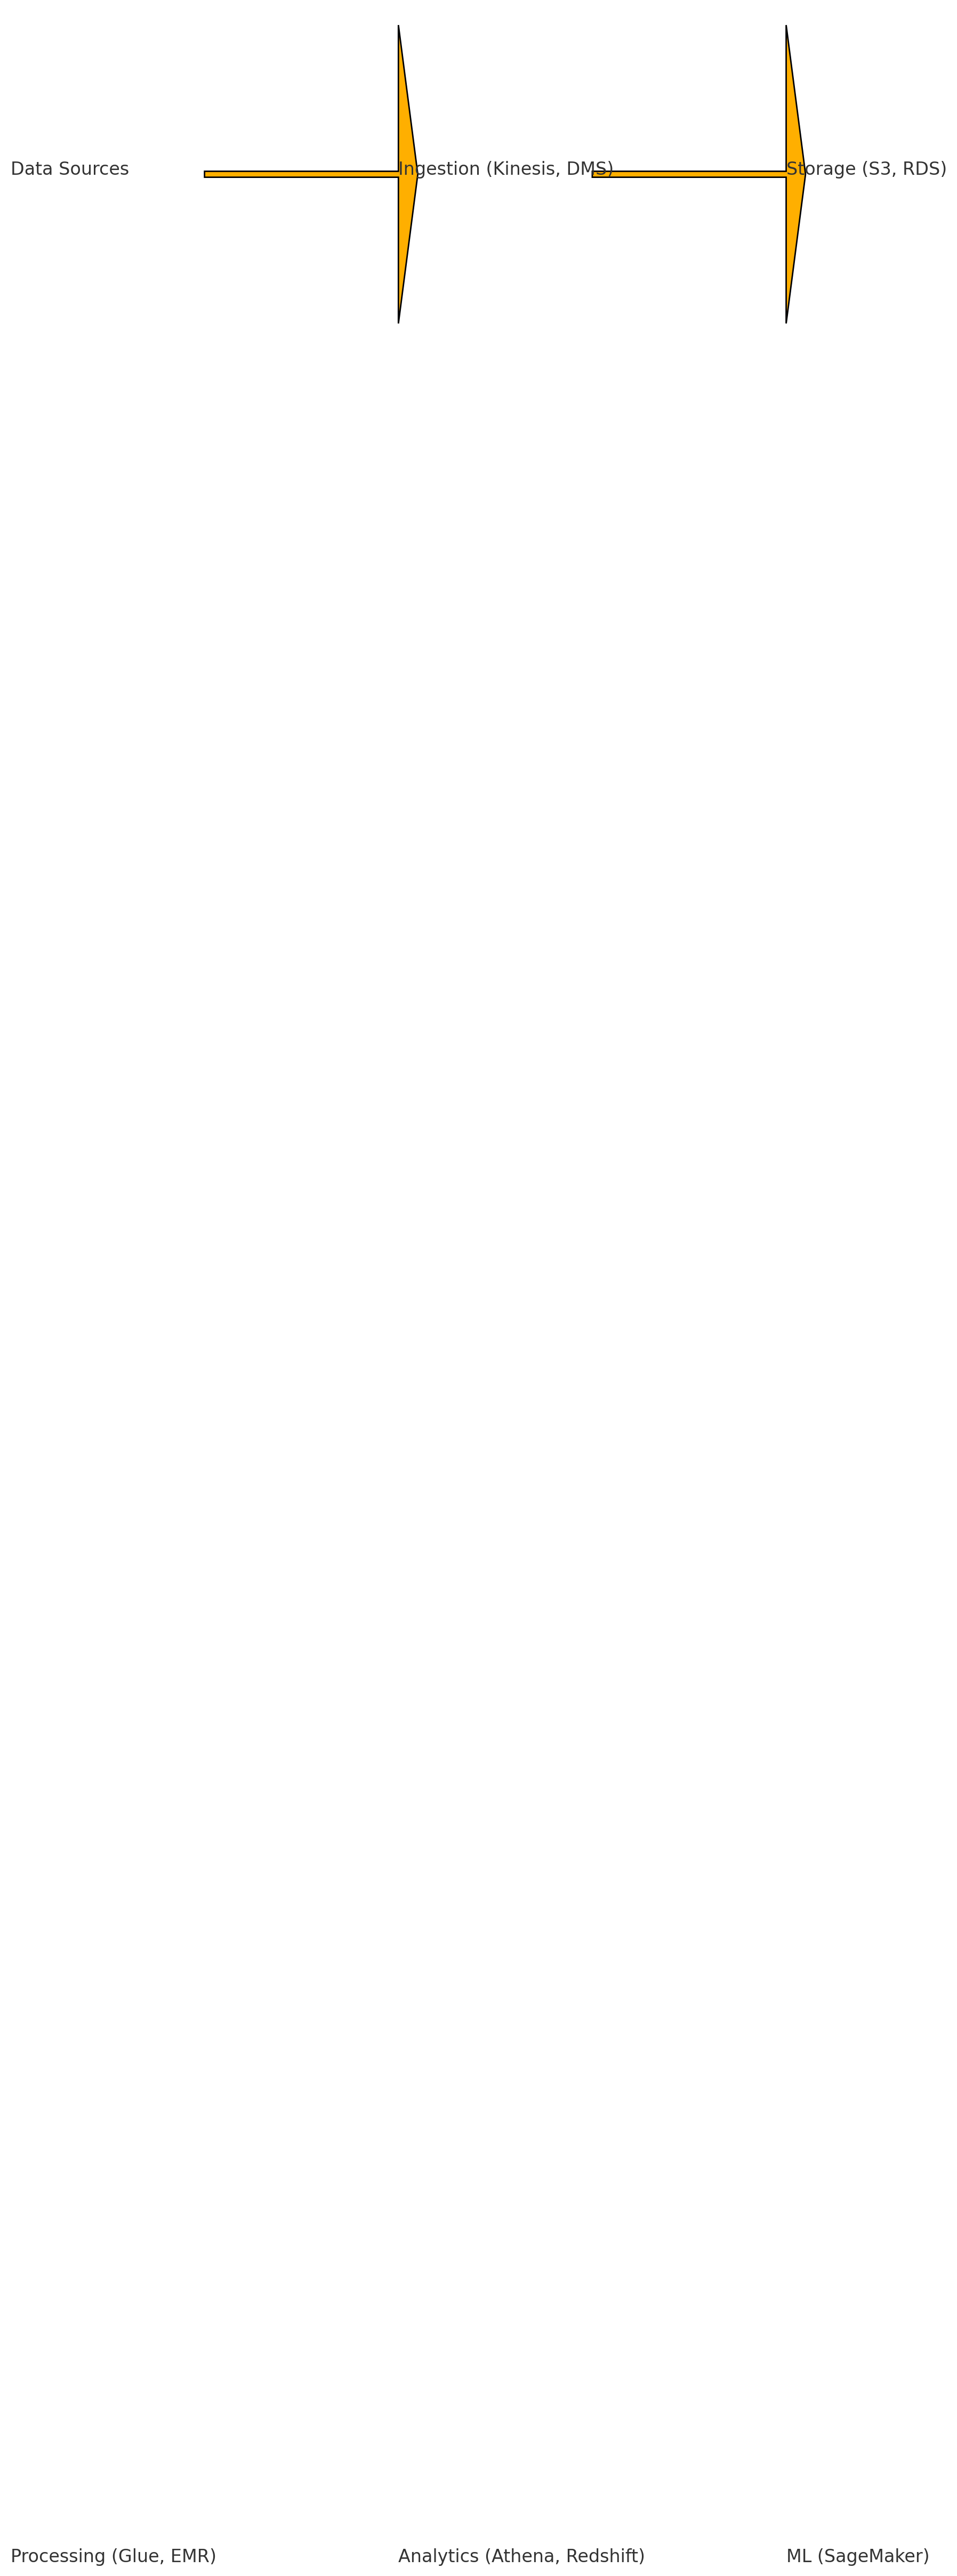 Data Sources
Ingestion (Kinesis, DMS)
Storage (S3, RDS)
Processing (Glue, EMR)
Analytics (Athena, Redshift)
ML (SageMaker)